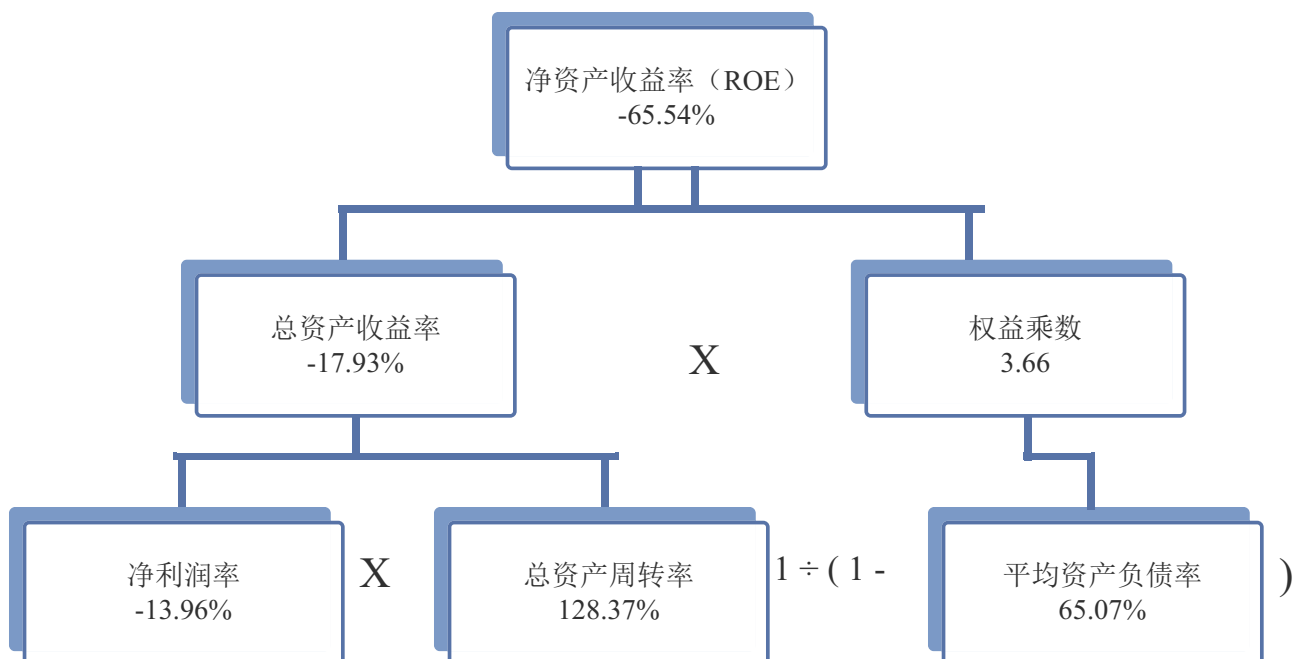 净资产收益率（ROE）
-65.54%
总资产收益率
-17.93%
X
权益乘数
3.66
净利润率
-13.96%
X
总资产周转率
128.37%
1 ÷ ( 1 -
平均资产负债率
65.07%
)